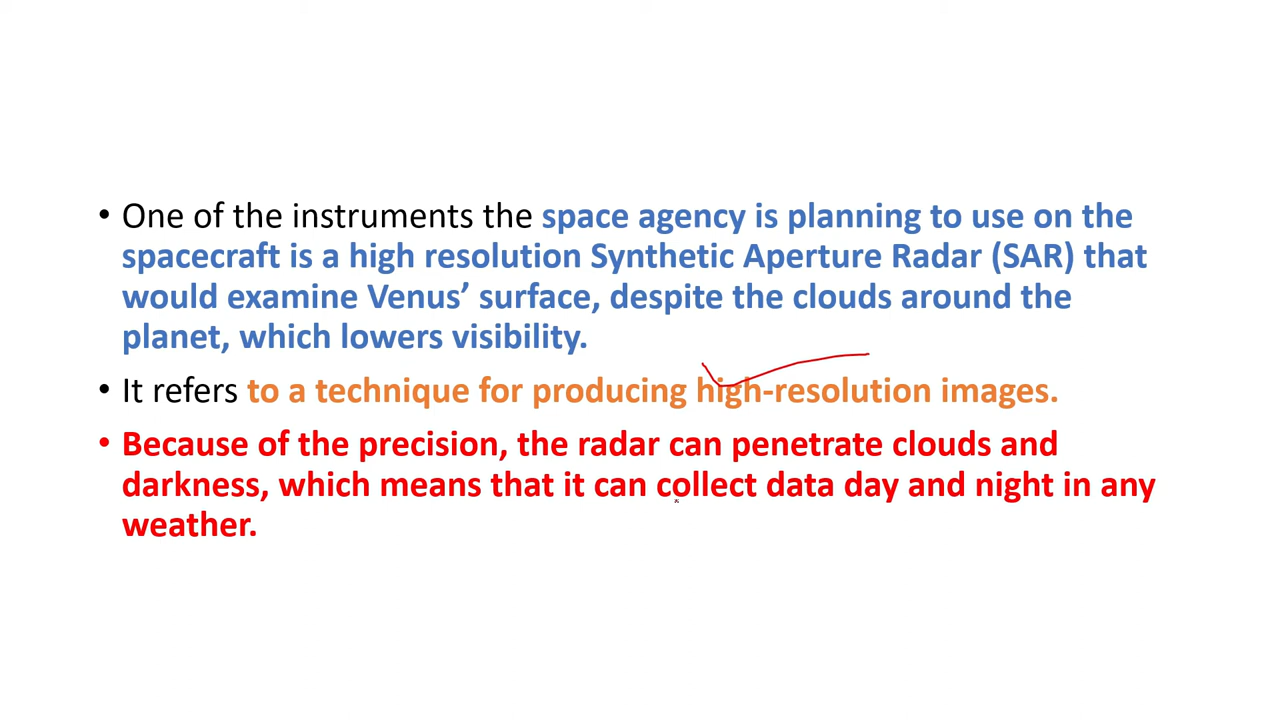 • One of the instruments the space agency is planning to use on the
spacecraft is a high resolution Synthetic Aperture Radar (SAR) that
would examine Venus’ surface, despite the clouds around the
planet, which lowers visibility.
• It refers to a technique for producing high-resolution images.
• Because of the precision, the radar can penetrate clouds and
darkness, which means that it can collect data day and night in any
weather.